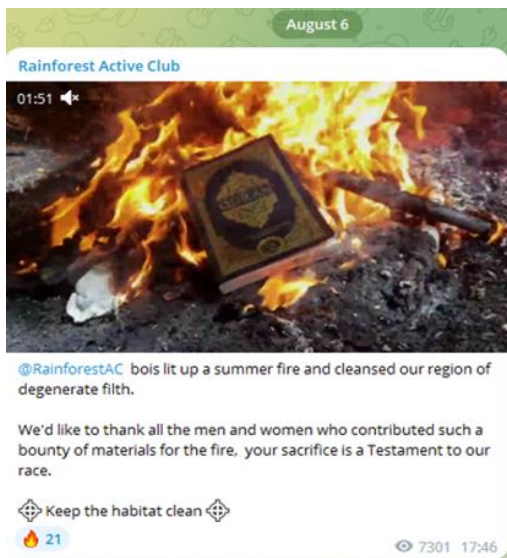 August 6
Rainforest Active Club
01:51
@RainforestAC bois lit up a summer fire and cleansed our region of
degenerate filth.
We'd like to thank all the men and women who contributed such a
bounty of materials for the fire, your sacrifice is a Testament to our
race.
Keep the habitat clean
🔥 21
7301 17:46